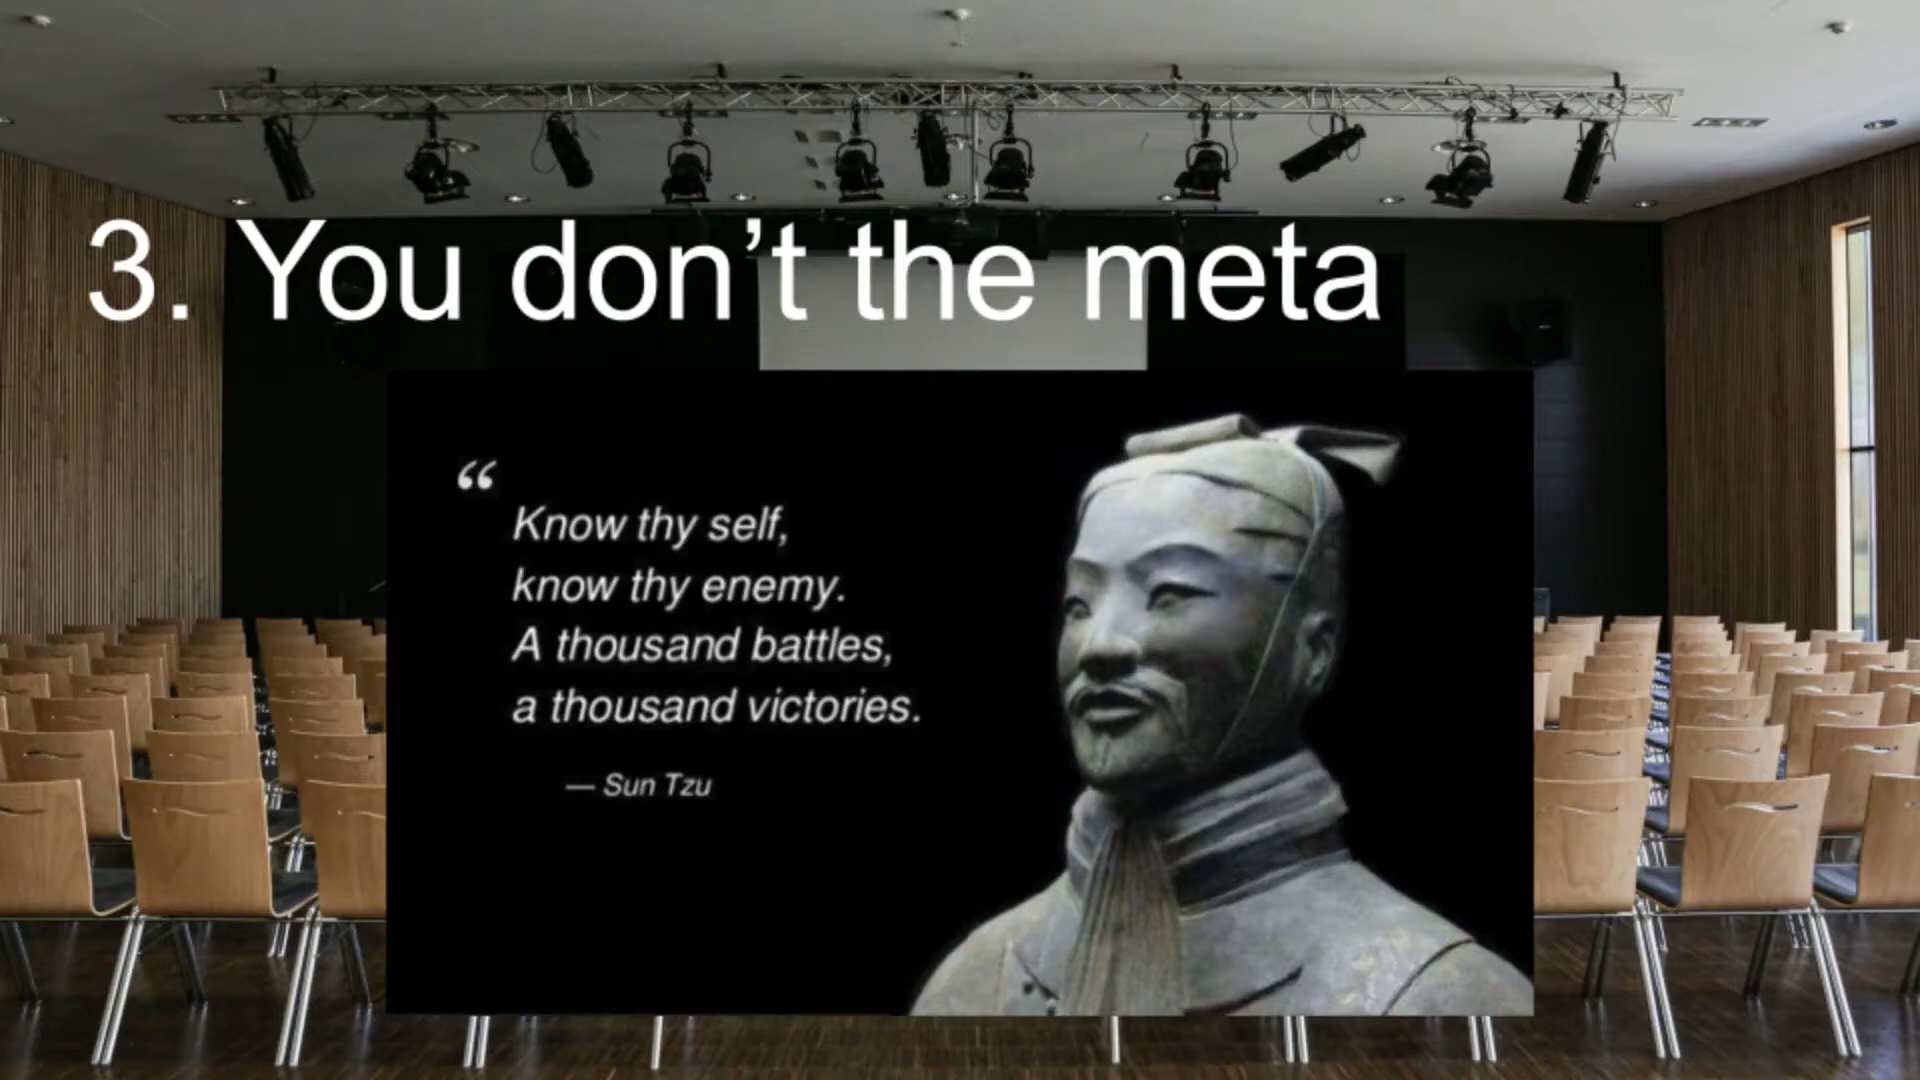 3. You don’t the meta
“
Know thy self,
know thy enemy.
A thousand battles,
a thousand victories.
— Sun Tzu